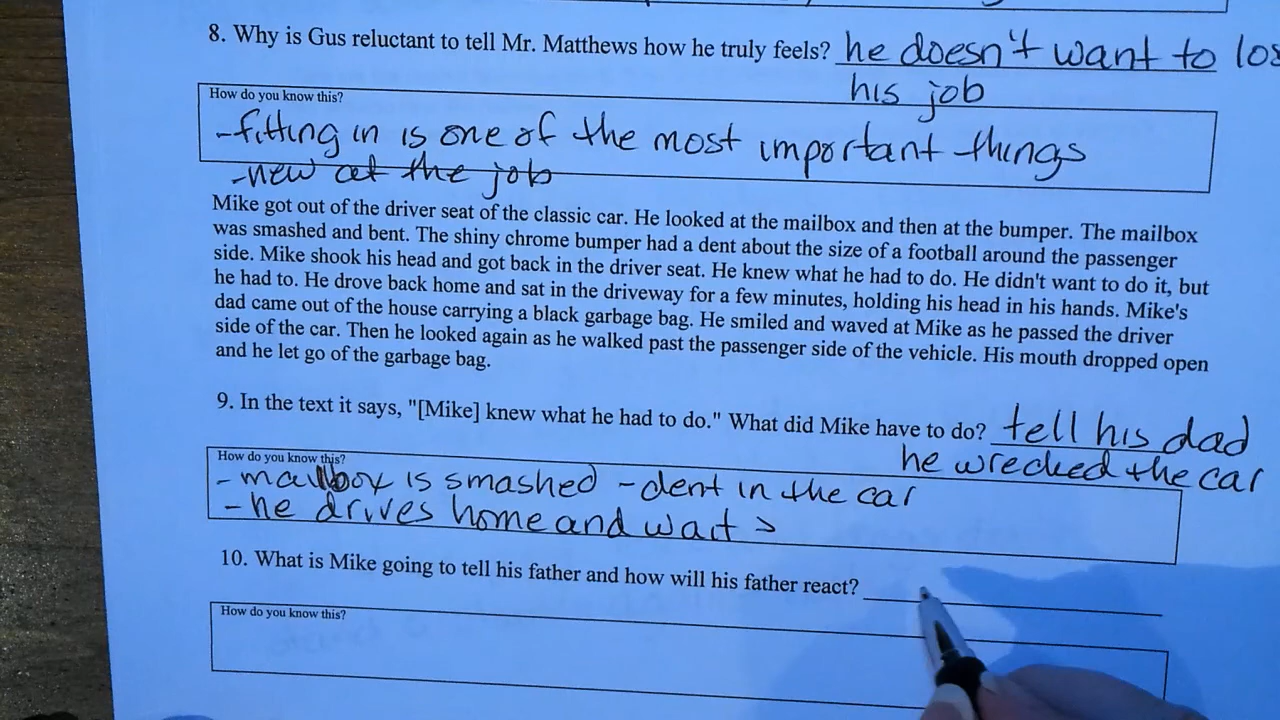 8. Why is Gus reluctant to tell Mr. Matthews how he truly feels? he doesn't want to los
his job
How do you know this?
-fitting in is one of the most important things
-new at the job
Mike got out of the driver seat of the classic car. He looked at the mailbox and then at the bumper. The mailbox
was smashed and bent. The shiny chrome bumper had a dent about the size of a football around the passenger
side. Mike shook his head and got back in the driver seat. He knew what he had to do. He didn't want to do it, but
he had to. He drove back home and sat in the driveway for a few minutes, holding his head in his hands. Mike's
dad came out of the house carrying a black garbage bag. He smiled and waved at Mike as he passed the driver
side of the car. Then he looked again as he walked past the passenger side of the vehicle. His mouth dropped open
and he let go of the garbage bag.
9. In the text it says, "[Mike] knew what he had to do." What did Mike have to do? tell his dad
he wrecked the car
How do you know this?
- mailbox is smashed - dent in the car
- he drives home and waits
10. What is Mike going to tell his father and how will his father react?
How do you know this?